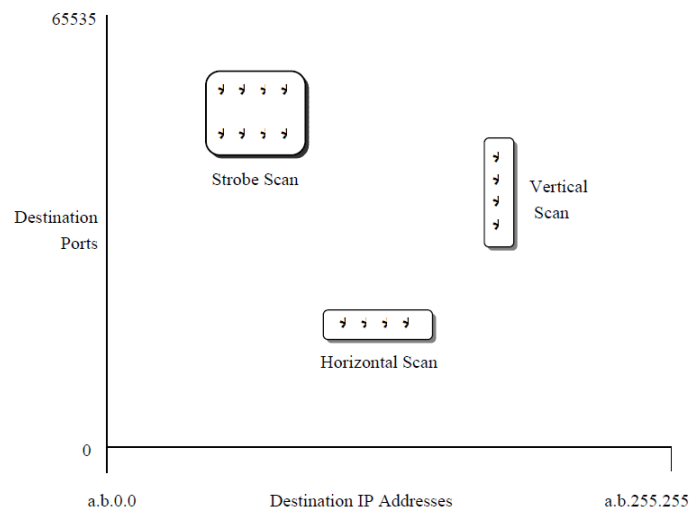 65535
Strobe Scan
Vertical
Scan
Destination
Ports
Horizontal Scan
0
a.b.0.0
Destination IP Addresses
a.b.255.255